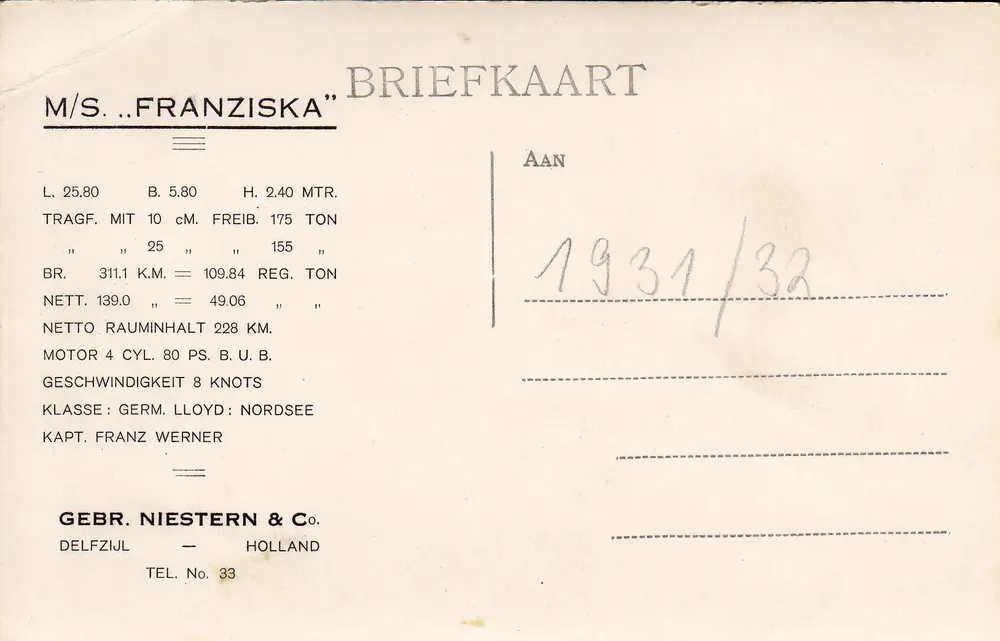 BRIEFKAART
M/S. „FRANZISKA”
L. 25.80 B. 5.80 H. 2.40 MTR.
TRAGF. MIT 10 cM. FREIB. 175 TON
„ „ 25 „ „ 155 „
BR. 311.1 K.M. = 109.84 REG. TON
NETT. 139.0 „ = 49.06 „ „
NETTO RAUMINHALT 228 KM.
MOTOR 4 CYL. 80 PS. B. U. B.
GESCHWINDIGKEIT 8 KNOTS
KLASSE: GERM. LLOYD: NORDSEE
KAPT. FRANZ WERNER
GEBR. NIESTERN & Co.
DELFZIJL — HOLLAND
TEL. No. 33
AAN
1931/32